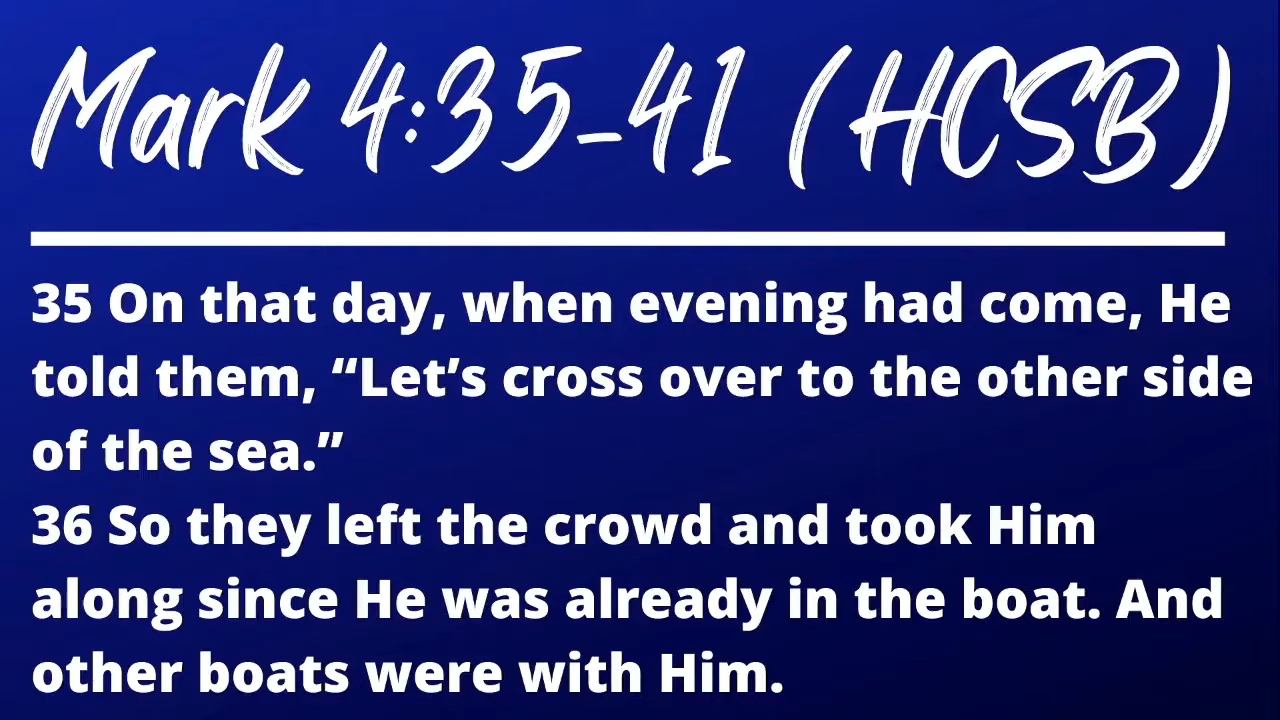 Mark 4:35-41 (HCSB)
35 On that day, when evening had come, He
told them, “Let’s cross over to the other side
of the sea.”
36 So they left the crowd and took Him
along since He was already in the boat. And
other boats were with Him.